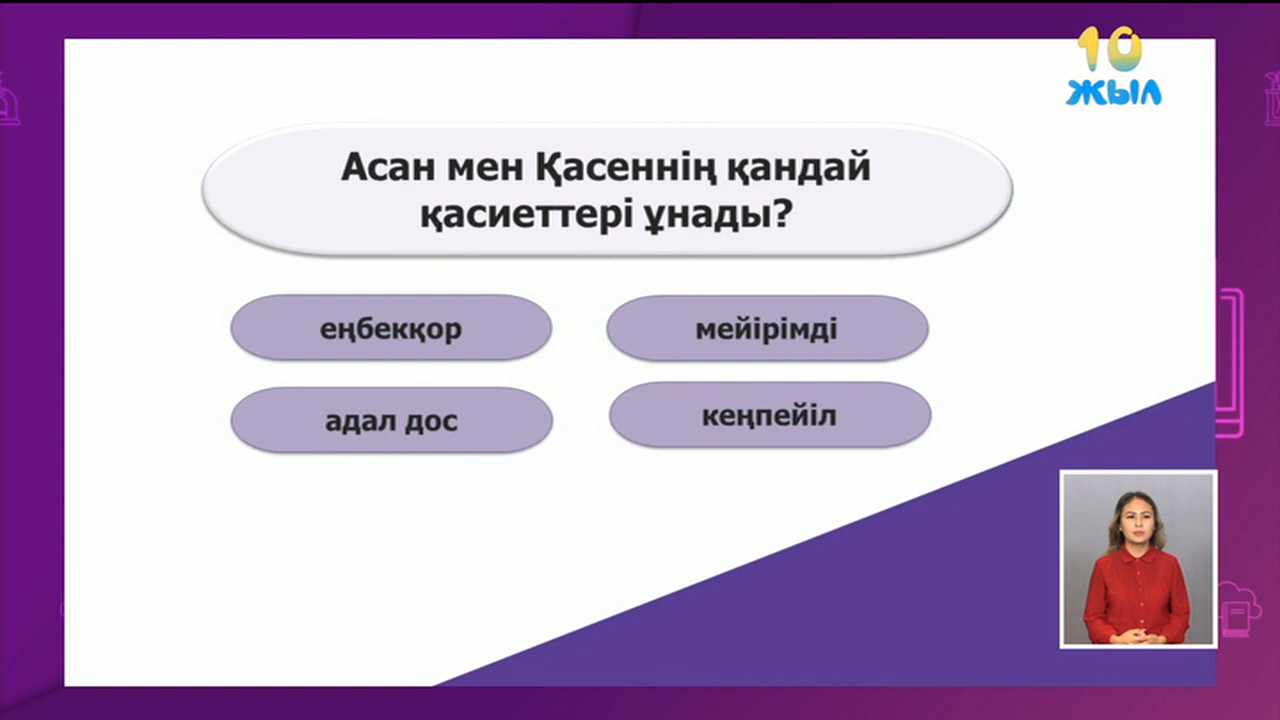 10
ЖЫЛ
Асан мен Қасеннің қандай
қасиеттері ұнады?
еңбекқор
мейірімді
адал дос
кеңпейіл